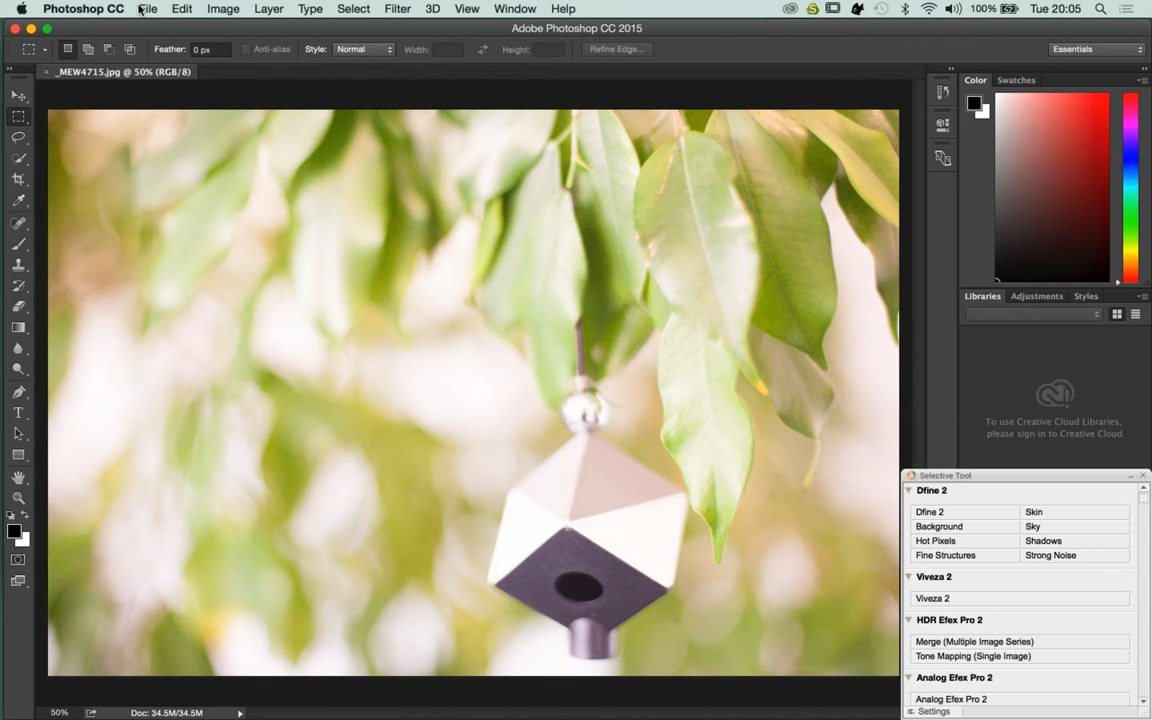 Photoshop CC File Edit Image Layer Type Select Filter 3D View Window Help 100% Tue 20:05
Adobe Photoshop CC 2015
Feather: 0 px Anti-alias Style: Normal Width: Height: Refine Edge... Essentials
× _MEW4715.jpg @ 50% (RGB/8)
Color Swatches
Libraries Adjustments Styles
To use Creative Cloud Libraries,
please sign in to Creative Cloud
Selective Tool
Dfine 2
Dfine 2 Skin
Background Sky
Hot Pixels Shadows
Fine Structures Strong Noise
Viveza 2
Viveza 2
HDR Efex Pro 2
Merge (Multiple Image Series)
Tone Mapping (Single Image)
Analog Efex Pro 2
Analog Efex Pro 2
Settings
50% Doc: 34.5M/34.5M